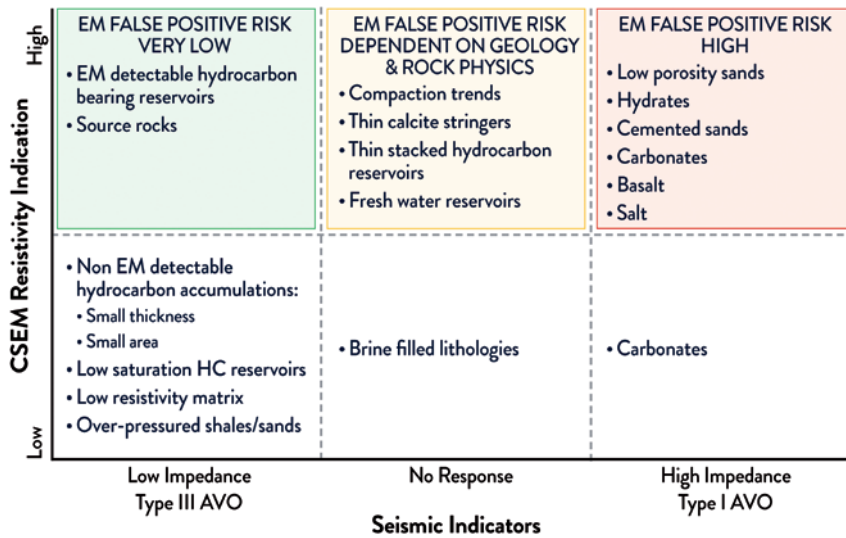 CSEM Resistivity Indication
High
Low
EM FALSE POSITIVE RISK
VERY LOW
• EM detectable hydrocarbon
bearing reservoirs
• Source rocks
EM FALSE POSITIVE RISK
DEPENDENT ON GEOLOGY
& ROCK PHYSICS
• Compaction trends
• Thin calcite stringers
• Thin stacked hydrocarbon
reservoirs
• Fresh water reservoirs
EM FALSE POSITIVE RISK
HIGH
• Low porosity sands
• Hydrates
• Cemented sands
• Carbonates
• Basalt
• Salt
• Non EM detectable
hydrocarbon accumulations:
• Small thickness
• Small area
• Low saturation HC reservoirs
• Low resistivity matrix
• Over-pressured shales/sands
• Brine filled lithologies
• Carbonates
Low Impedance
Type III AVO
No Response
High Impedance
Type I AVO
Seismic Indicators